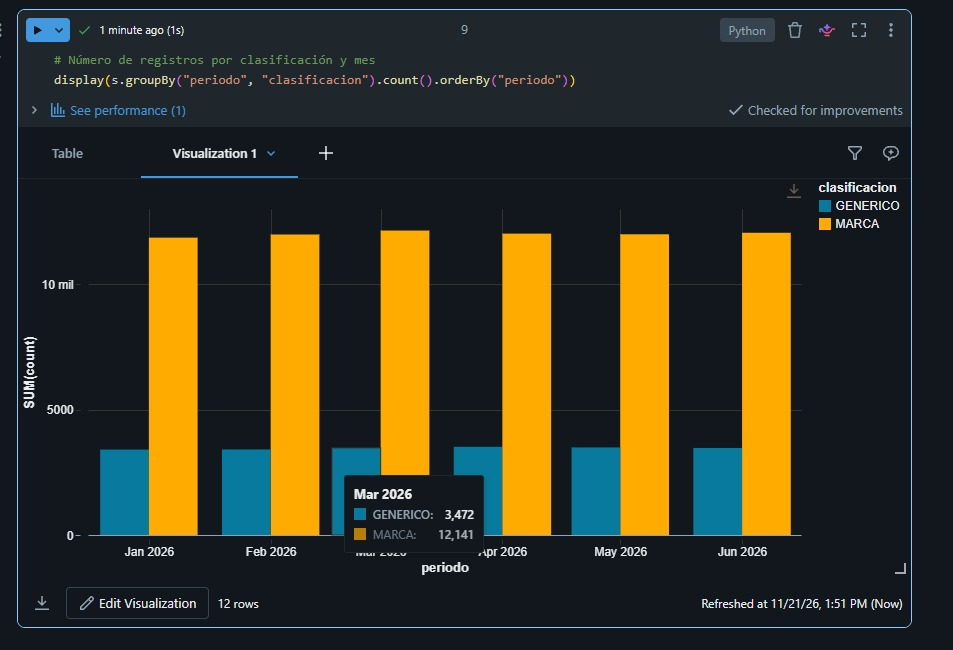 1 minute ago (1s)
9
Python
# Número de registros por clasificación y mes
display(s.groupBy("periodo", "clasificacion").count().orderBy("periodo"))
See performance (1)
Checked for improvements
Table
Visualization 1
clasificacion
GENERICO
MARCA
10 mil
5000
0
SUM(count)
Mar 2026
GENERICO: 3,472
MARCA: 12,141
Jan 2026
Feb 2026
Mar 2026
Apr 2026
May 2026
Jun 2026
periodo
Edit Visualization
12 rows
Refreshed at 11/21/26, 1:51 PM (Now)